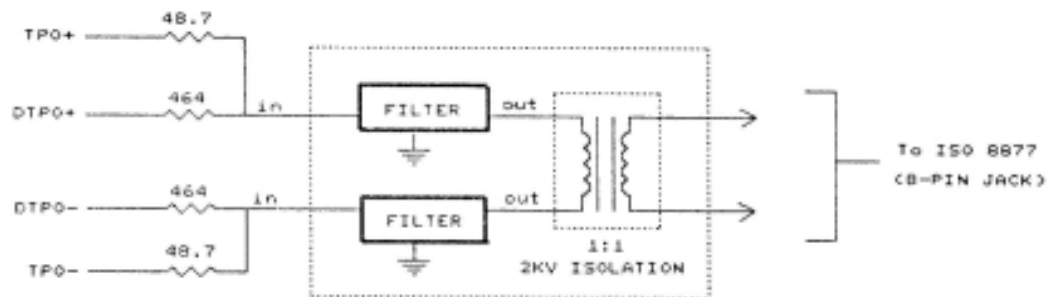 48.7
TPO+
464
DTPO+
in
FILTER
out
To ISO 8877
(8-PIN JACK)
464
DTPO-
in
FILTER
out
48.7
TPO-
1:1
2KV ISOLATION